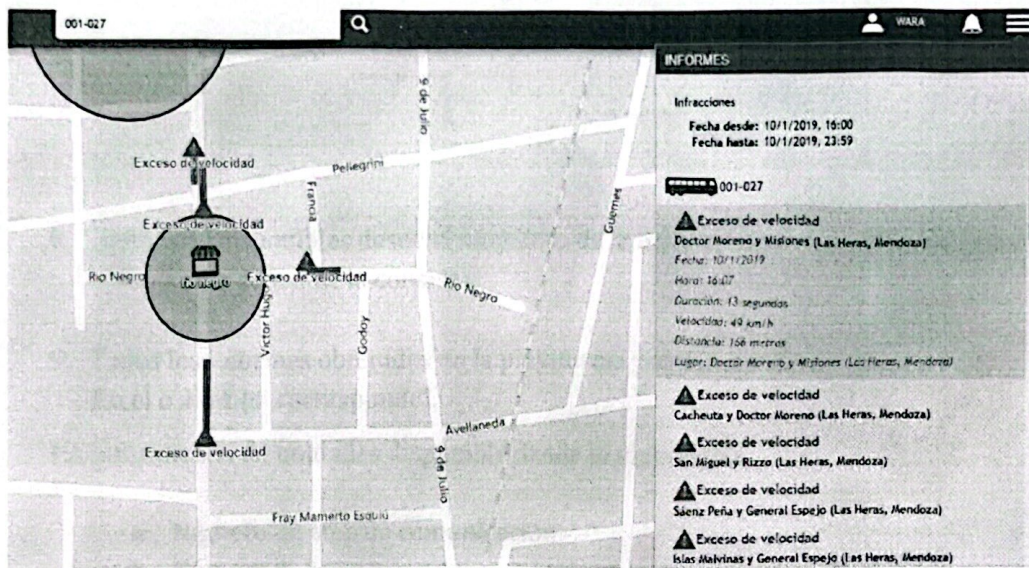 001-027
WARA
INFORMES
Infracciones
Fecha desde: 10/1/2019, 16:00
Fecha hasta: 10/1/2019, 23:59
001-027
Exceso de velocidad
Doctor Moreno y Misiones (Las Heras, Mendoza)
Fecha: 10/1/2019
Hora: 16:07
Duración: 13 segundos
Velocidad: 49 km/h
Distancia: 166 metros
Lugar: Doctor Moreno y Misiones (Las Heras, Mendoza)
Exceso de velocidad
Cacheuta y Doctor Moreno (Las Heras, Mendoza)
Exceso de velocidad
San Miguel y Rizzo (Las Heras, Mendoza)
Exceso de velocidad
Sáenz Peña y General Espejo (Las Heras, Mendoza)
Exceso de velocidad
Islas Malvinas y General Espejo (Las Heras, Mendoza)
9 de Julio
Exceso de velocidad
Pellegrini
Francia
Guemes
Exceso de velocidad
Rio Negro
rio negro
Exceso de velocidad
Rio Negro
Victor Hugo
Godoy
Avellaneda
Exceso de velocidad
9 de Julio
Fray Mamerto Esquiú